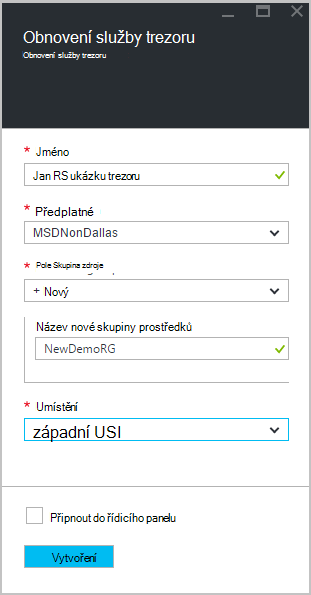 Obnovení služby trezoru
Obnovení služby trezoru
* Jméno
Jan RS ukázku trezoru
* Předplatné
MSDNonDallas
* Pole Skupina zdroje
+ Nový
Název nové skupiny prostředků
NewDemoRG
* Umístění
západní USI
Připnout do řídicího panelu
Vytvoření